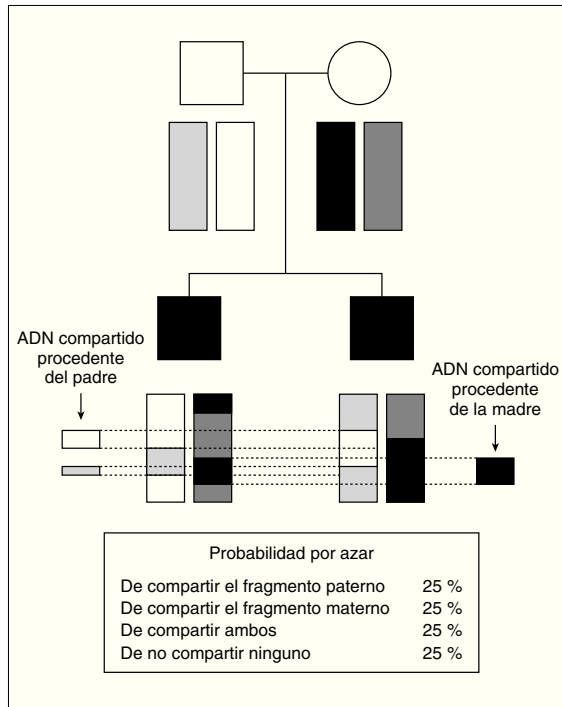 ADN compartido
procedente
del padre
ADN compartido
procedente
de la madre
Probabilidad por azar
De compartir el fragmento paterno 25 %
De compartir el fragmento materno 25 %
De compartir ambos 25 %
De no compartir ninguno 25 %